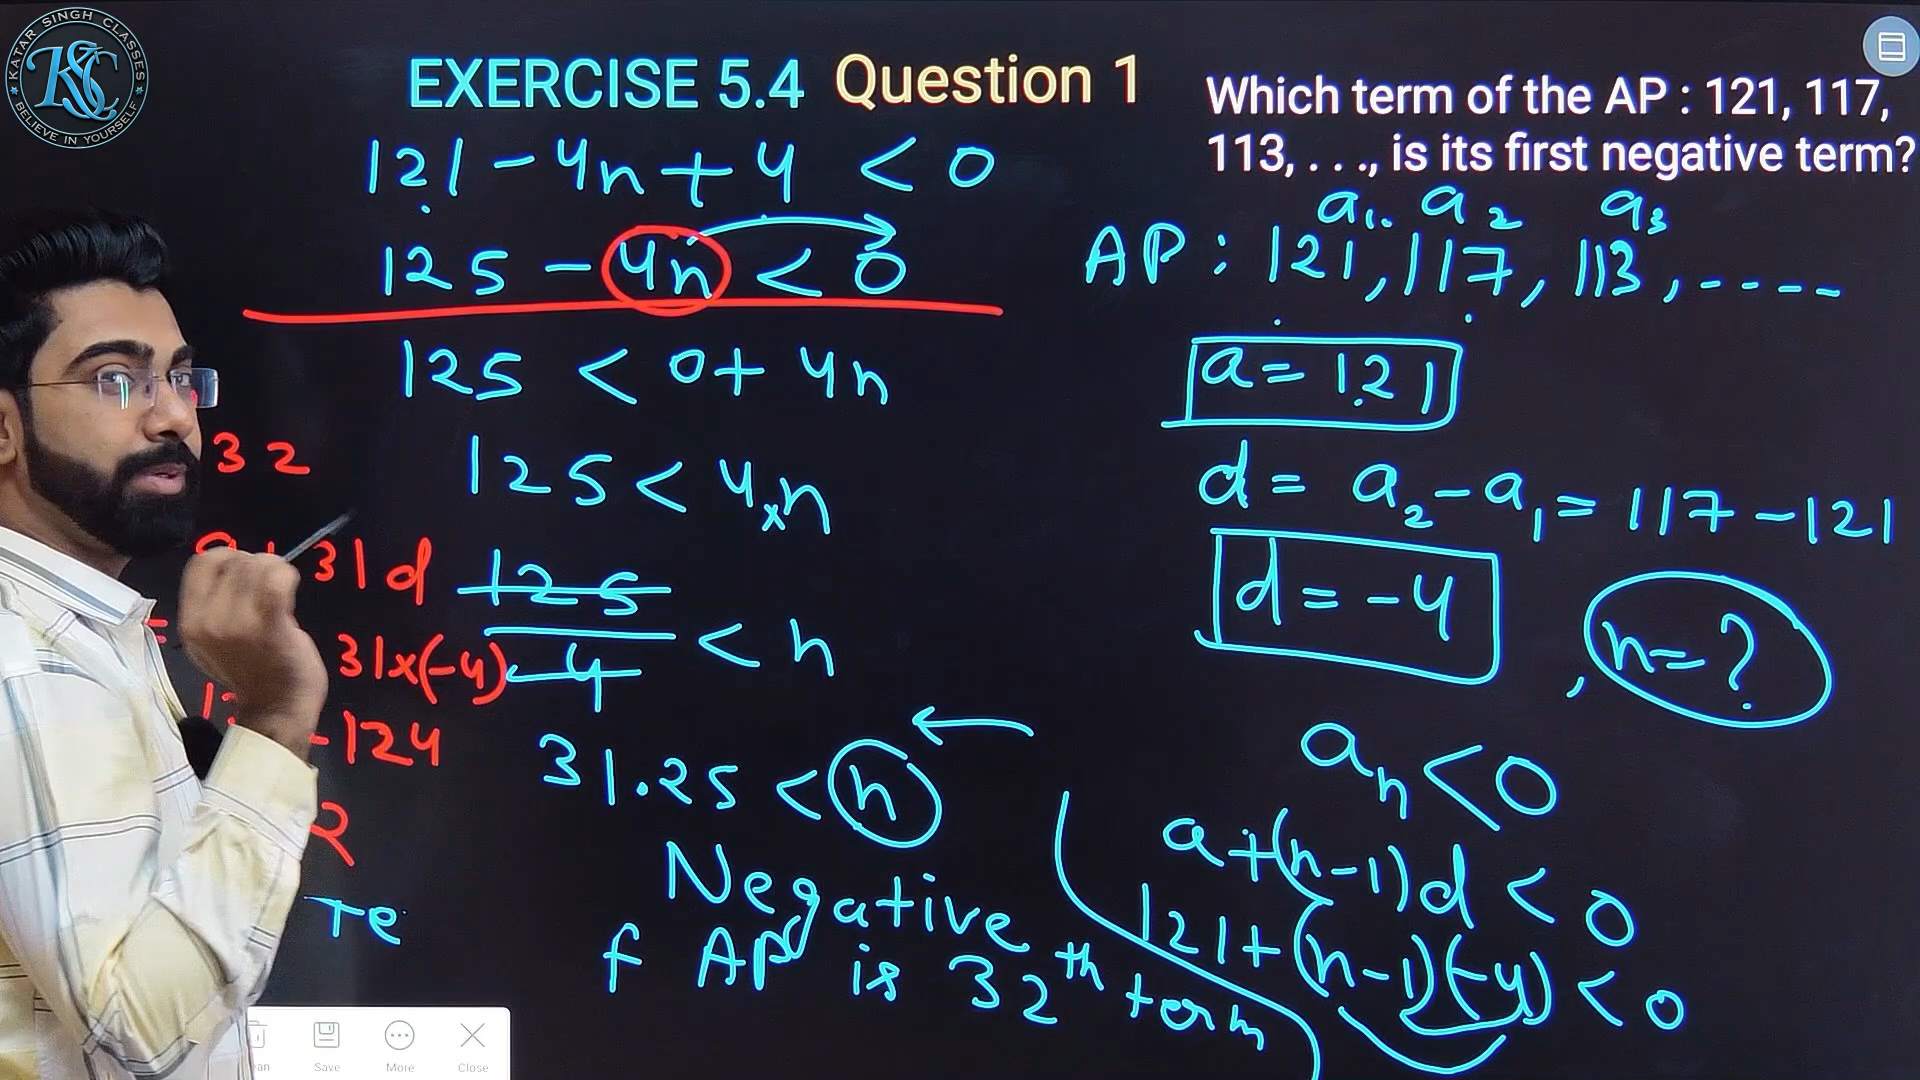 KATAR SINGH CLASSES
KSC
BELIEVE IN YOURSELF
EXERCISE 5.4 Question 1
Which term of the AP : 121, 117,
113, . . ., is its first negative term?
121 - 4n + 4 < 0
125 - 4n < 0
125 < 0 + 4n
125 < 4×n
125/4 < n
31.25 < n
Negative
f AP is 32th term
32
31d
31×(-4)
-124
Te
a1. a2 a3
AP : 121, 117, 113, ----
a = 121
d = a2 - a1 = 117 - 121
d = -4, n = ?
an < 0
a+(n-1)d < 0
121+(n-1)(-4) < 0
Save
More
Close